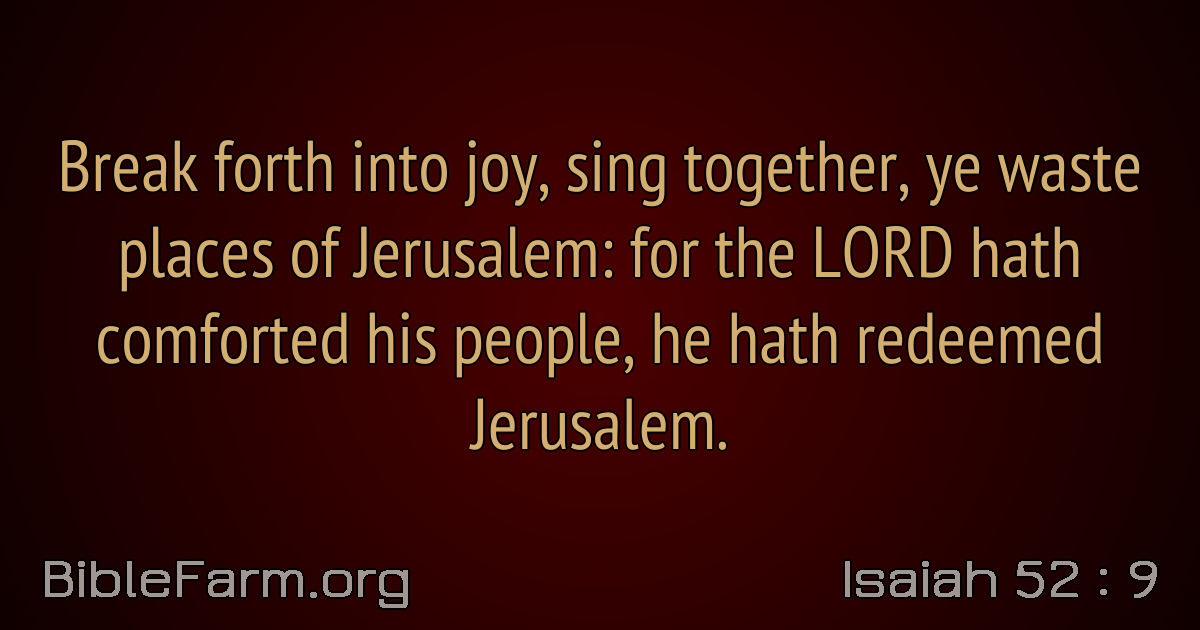 Break forth into joy, sing together, ye waste
places of Jerusalem: for the LORD hath
comforted his people, he hath redeemed
Jerusalem.
BibleFarm.org
Isaiah 52 : 9